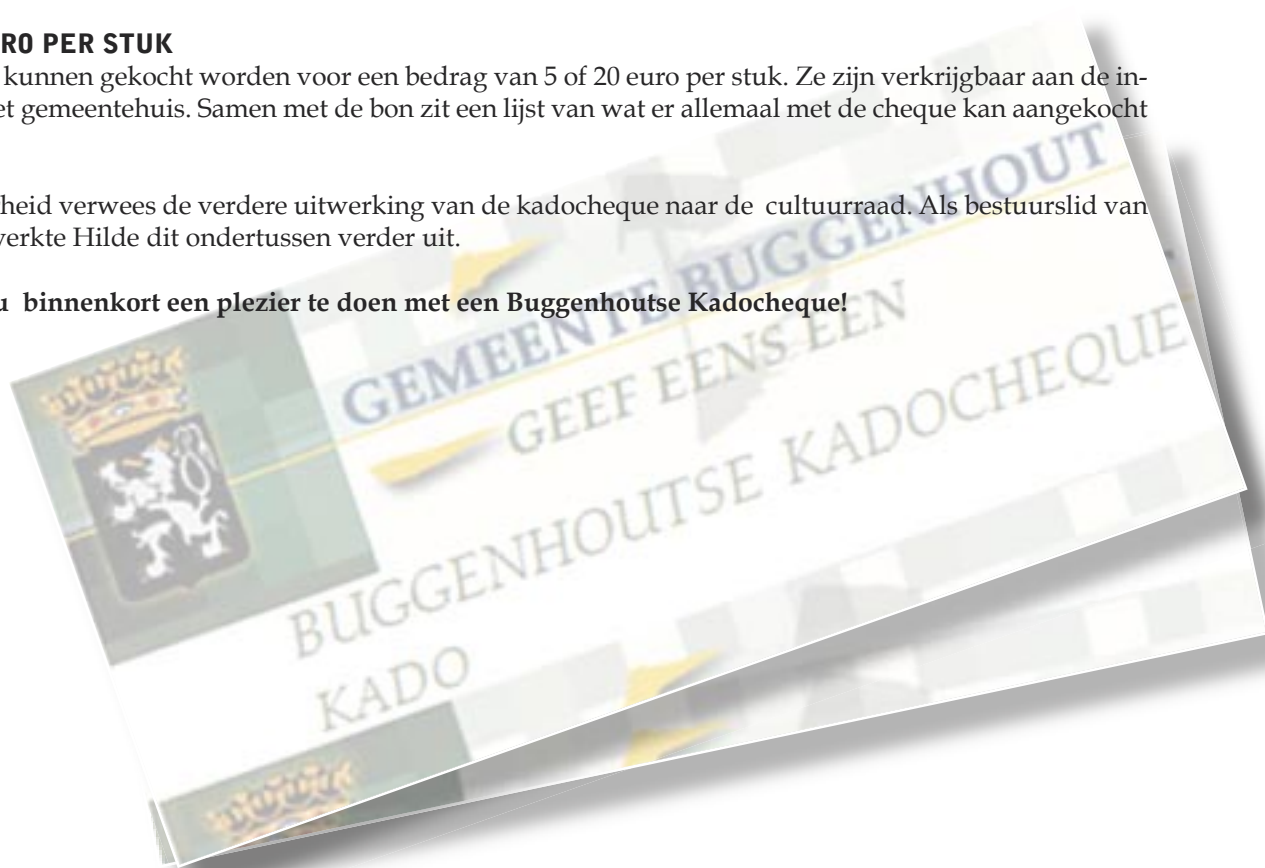 RO PER STUK
kunnen gekocht worden voor een bedrag van 5 of 20 euro per stuk. Ze zijn verkrijgbaar aan de in-
et gemeentehuis. Samen met de bon zit een lijst van wat er allemaal met de cheque kan aangekocht
heid verwees de verdere uitwerking van de kadocheque naar de cultuurraad. Als bestuurslid van
werkte Hilde dit ondertussen verder uit.
u binnenkort een plezier te doen met een Buggenhoutse Kadocheque!
GEMEENTE BUGGENHOUT
GEEF EENS EEN
BUGGENHOUTSE KADOCHEQUE
KADO